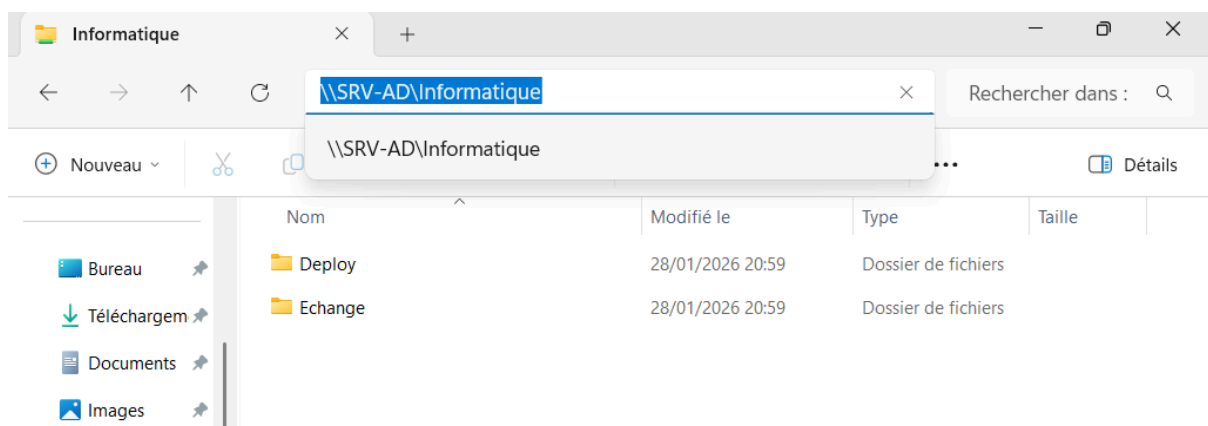 Informatique
\\SRV-AD\Informatique
Rechercher dans :
\\SRV-AD\Informatique
Nouveau
Détails
Nom Modifié le Type Taille
Bureau
Deploy 28/01/2026 20:59 Dossier de fichiers
Téléchargem
Echange 28/01/2026 20:59 Dossier de fichiers
Documents
Images